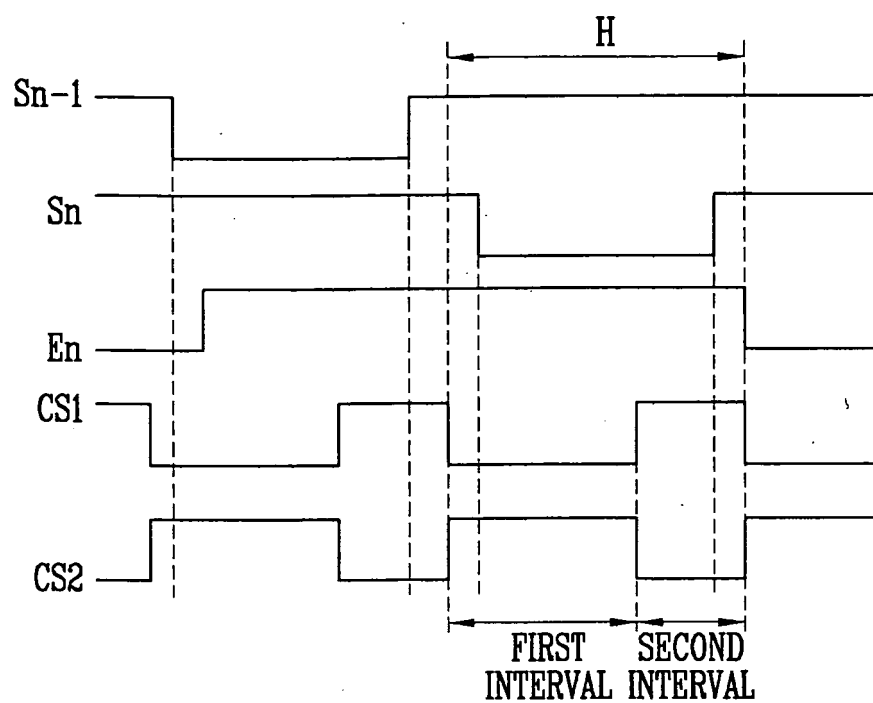 H
Sn-1
Sn
En
CS1
CS2
FIRST INTERVAL
SECOND INTERVAL